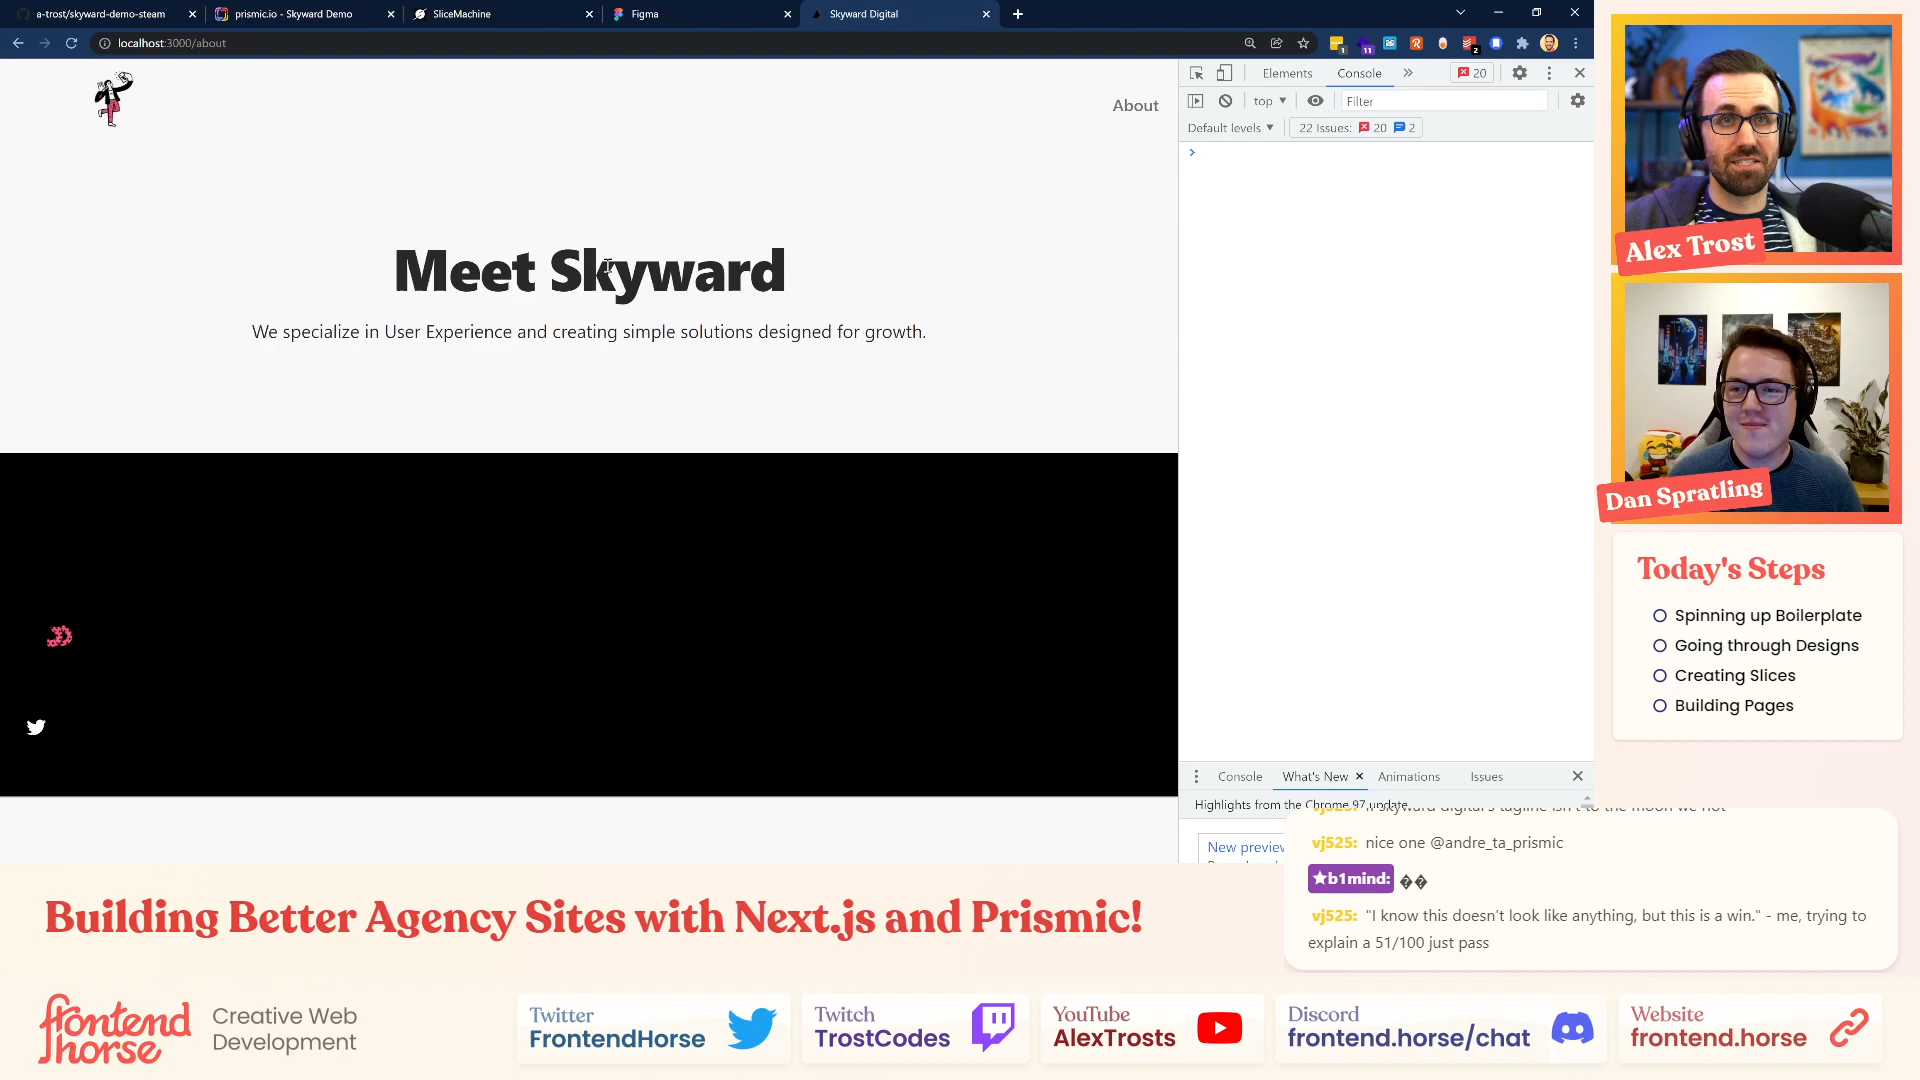 a-trost/skyward-demo-steam
prismic.io - Skyward Demo
SliceMachine
Figma
Skyward Digital
localhost:3000/about
1
11
2
About
Meet Skyward
We specialize in User Experience and creating simple solutions designed for growth.
Elements
Console
20
top
Filter
Default levels
22 Issues: 20 2
Console
What's New
Animations
Issues
Highlights from the Chrome 97 update
New preview
Alex Trost
Dan Spratling
Today's Steps
Spinning up Boilerplate
Going through Designs
Creating Slices
Building Pages
vj525: nice one @andre_ta_prismic
b1mind: ��
vj525: "I know this doesn't look like anything, but this is a win." - me, trying to
explain a 51/100 just pass
Building Better Agency Sites with Next.js and Prismic!
frontend
horse
Creative Web
Development
Twitter
FrontendHorse
Twitch
TrostCodes
YouTube
AlexTrosts
Discord
frontend.horse/chat
Website
frontend.horse